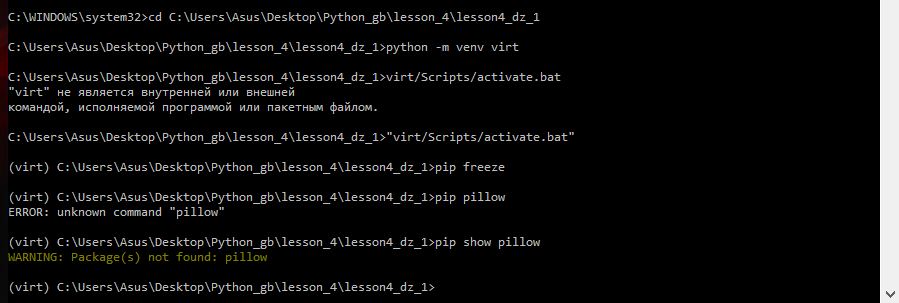 C:\WINDOWS\system32>cd C:\Users\Asus\Desktop\Python_gb\lesson_4\lesson4_dz_1
C:\Users\Asus\Desktop\Python_gb\lesson_4\lesson4_dz_1>python -m venv virt
C:\Users\Asus\Desktop\Python_gb\lesson_4\lesson4_dz_1>virt/Scripts/activate.bat
"virt" не является внутренней или внешней
командой, исполняемой программой или пакетным файлом.
C:\Users\Asus\Desktop\Python_gb\lesson_4\lesson4_dz_1>"virt/Scripts/activate.bat"
(virt) C:\Users\Asus\Desktop\Python_gb\lesson_4\lesson4_dz_1>pip freeze
(virt) C:\Users\Asus\Desktop\Python_gb\lesson_4\lesson4_dz_1>pip pillow
ERROR: unknown command "pillow"
(virt) C:\Users\Asus\Desktop\Python_gb\lesson_4\lesson4_dz_1>pip show pillow
WARNING: Package(s) not found: pillow
(virt) C:\Users\Asus\Desktop\Python_gb\lesson_4\lesson4_dz_1>